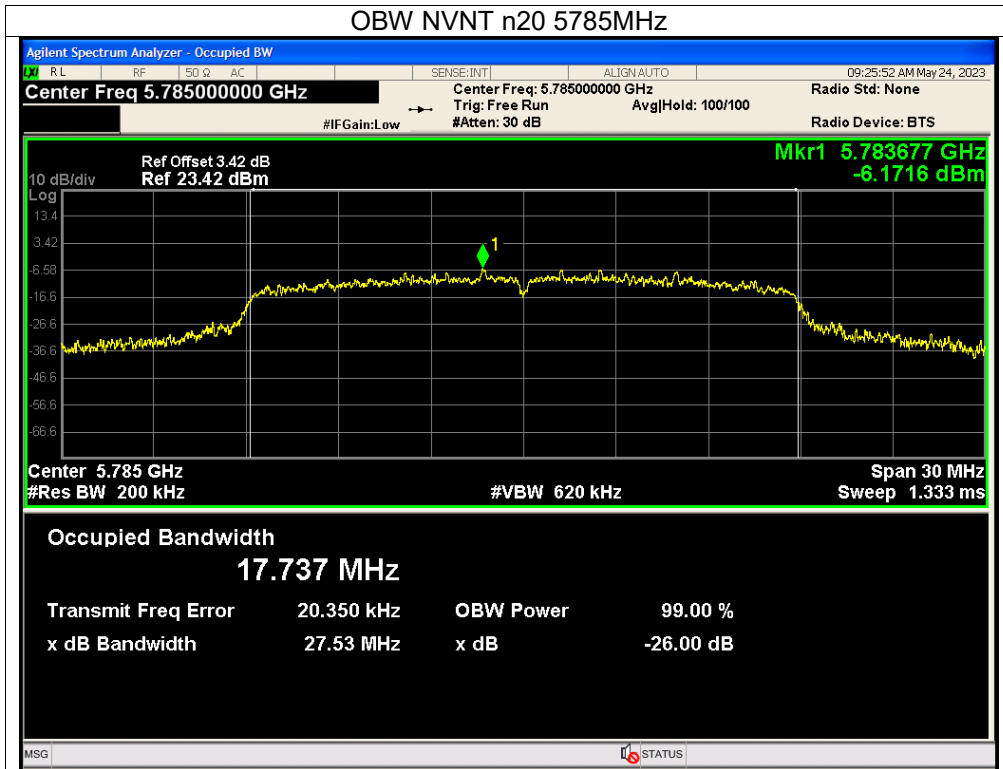 OBW NVNT n20 5785MHz
Agilent Spectrum Analyzer - Occupied BW
LXI RL RF 50 Ω AC SENSE:INT ALIGN AUTO 09:25:52 AM May 24, 2023
Center Freq 5.785000000 GHz Center Freq: 5.785000000 GHz Radio Std: None
Trig: Free Run Avg|Hold: 100/100
#IFGain:Low #Atten: 30 dB Radio Device: BTS
Mkr1 5.783677 GHz
Ref Offset 3.42 dB
10 dB/div Ref 23.42 dBm -6.1716 dBm
Log
13.4
3.42
1
-6.58
-16.6
-26.6
-36.6
-46.6
-56.6
-66.6
Center 5.785 GHz Span 30 MHz
#Res BW 200 kHz #VBW 620 kHz Sweep 1.333 ms
Occupied Bandwidth
17.737 MHz
Transmit Freq Error 20.350 kHz OBW Power 99.00 %
x dB Bandwidth 27.53 MHz x dB -26.00 dB
MSG STATUS